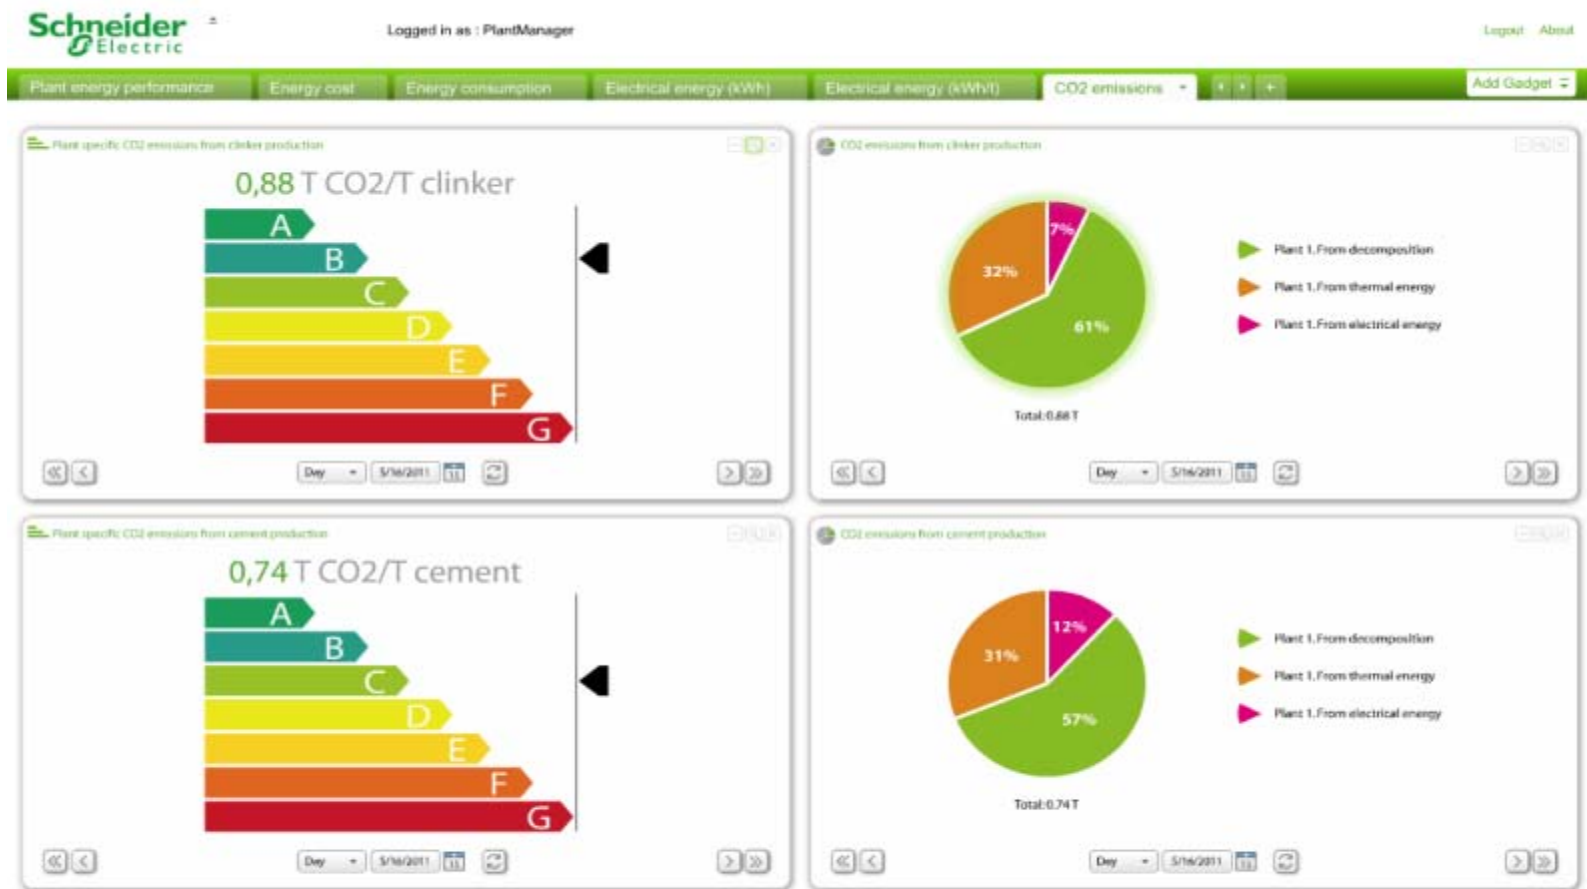 Schneider
Electric
Logged in as : PlantManager
Logout About
Plant energy performance Energy cost Energy consumption Electrical energy (kWh) Electrical energy (kWh/t) CO2 emissions + Add Gadget
Plant specific CO2 emissions from clinker production
0,88 T CO2/T clinker
A
B
C
D
E
F
G
Day 5/16/2011
CO2 emissions from clinker production
7%
32%
61%
Plant 1.From decomposition
Plant 1.From thermal energy
Plant 1.From electrical energy
Total:0.88 T
Day 5/16/2011
Plant specific CO2 emissions from cement production
0,74 T CO2/T cement
A
B
C
D
E
F
G
Day 5/16/2011
CO2 emissions from cement production
12%
31%
57%
Plant 1.From decomposition
Plant 1.From thermal energy
Plant 1.From electrical energy
Total:0.74 T
Day 5/16/2011